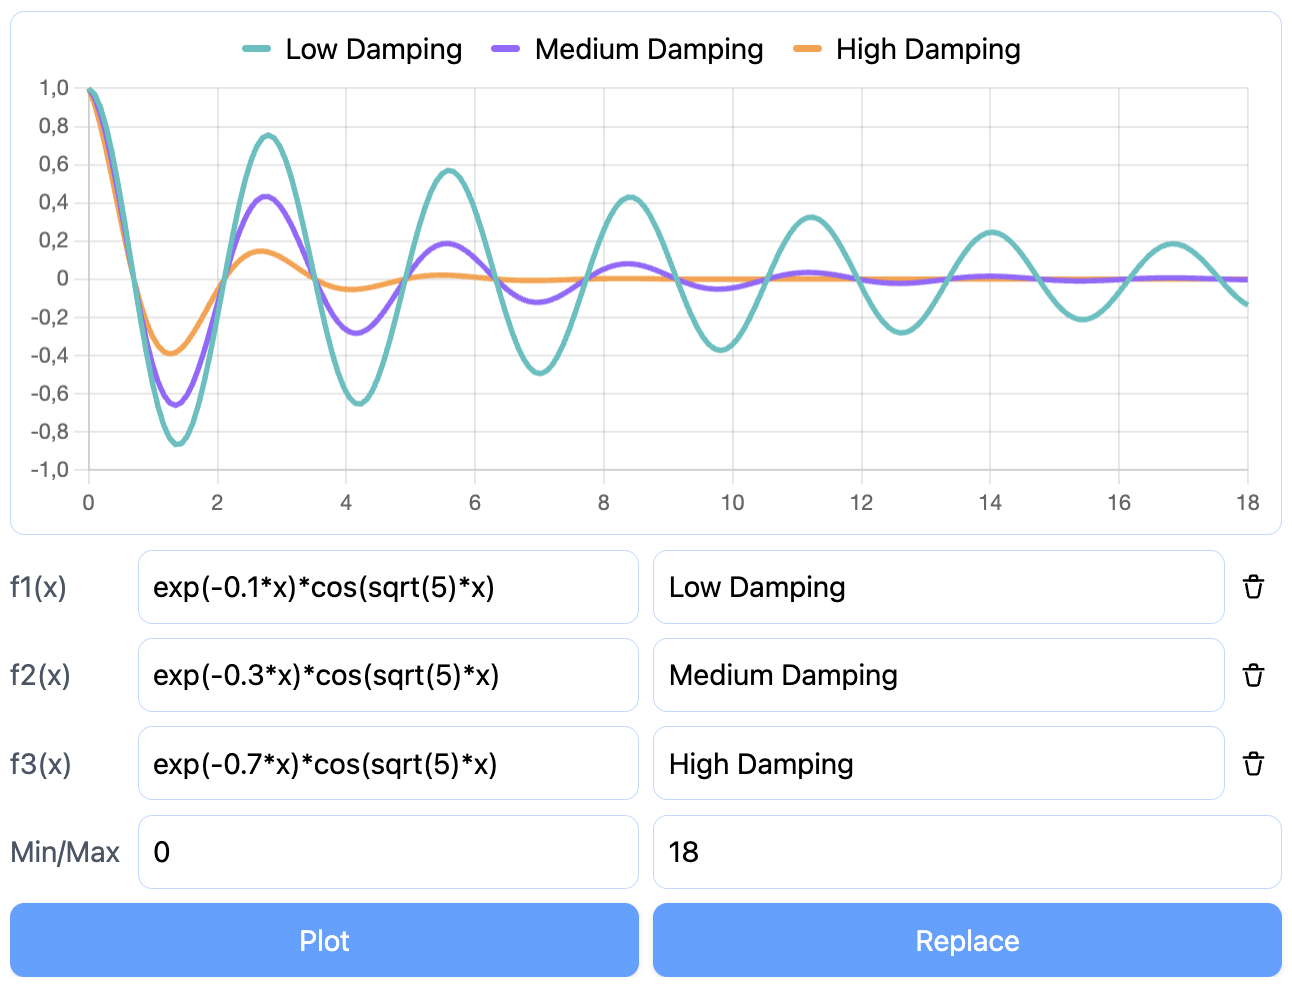 Low Damping Medium Damping High Damping
1,0
0,8
0,6
0,4
0,2
0
-0,2
-0,4
-0,6
-0,8
-1,0
0 2 4 6 8 10 12 14 16 18
f1(x) exp(-0.1*x)*cos(sqrt(5)*x) Low Damping
f2(x) exp(-0.3*x)*cos(sqrt(5)*x) Medium Damping
f3(x) exp(-0.7*x)*cos(sqrt(5)*x) High Damping
Min/Max 0 18
Plot Replace